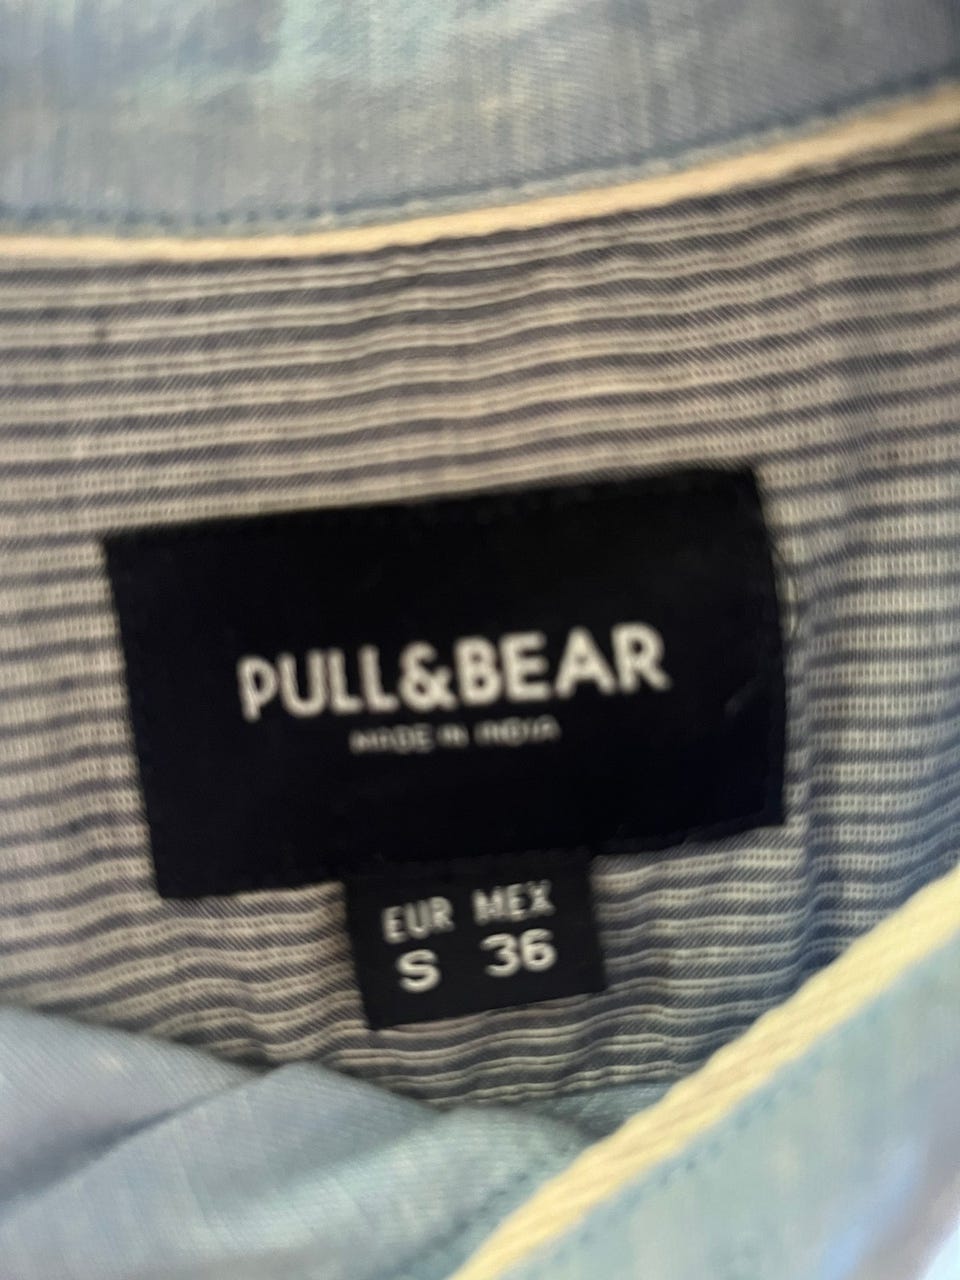 PULL&BEAR
MADE IN INDIA
EUR MEX
S 36